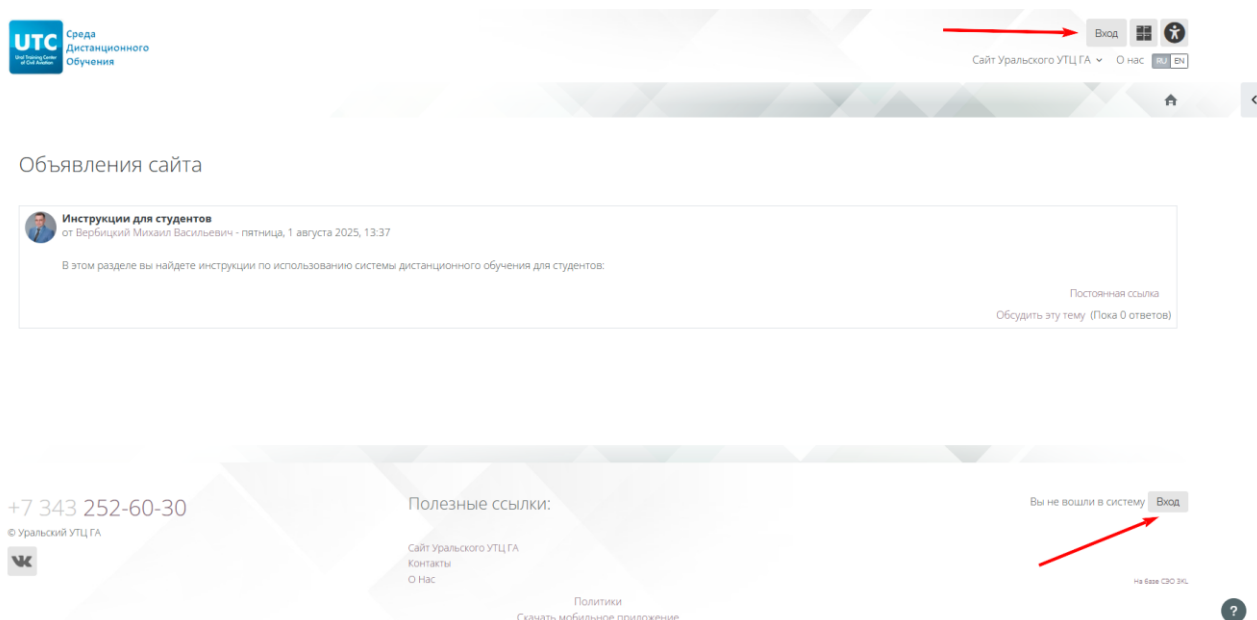 UTC
Ural Training Center
of Civil Aviation
Среда
Дистанционного
Обучения
Вход
Сайт Уральского УТЦ ГА
О нас
RU EN
Объявления сайта
Инструкции для студентов
от Вербицкий Михаил Васильевич - пятница, 1 августа 2025, 13:37
В этом разделе вы найдете инструкции по использованию системы дистанционного обучения для студентов:
Постоянная ссылка
Обсудить эту тему (Пока 0 ответов)
+7 343 252-60-30
© Уральский УТЦ ГА
Полезные ссылки:
Сайт Уральского УТЦ ГА
Контакты
О Нас
Политики
Скачать мобильное приложение
Вы не вошли в систему Вход
На базе СЭО 3KL
?